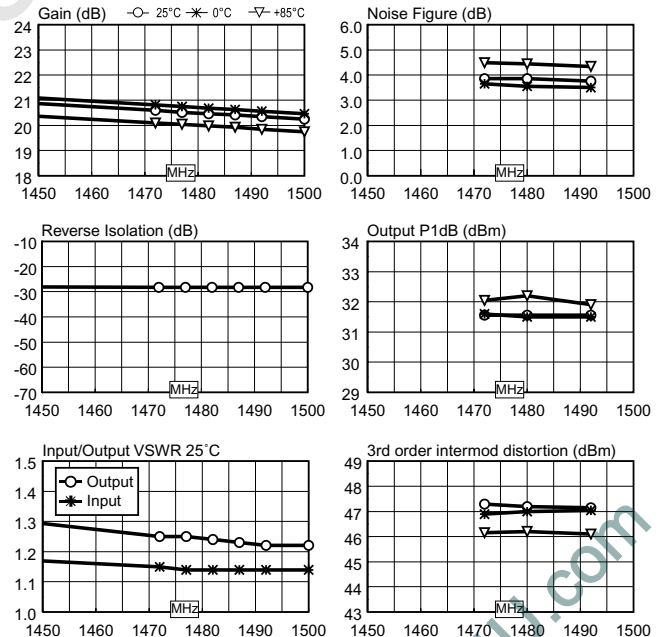 Gain (dB) 25°C 0°C +85°C
24
23
22
21
20
19
18
MHz
1450 1460 1470 1480 1490 1500
Noise Figure (dB)
6.0
5.0
4.0
3.0
2.0
1.0
0.0
MHz
1450 1460 1470 1480 1490 1500
Reverse Isolation (dB)
-10
-20
-30
-40
-50
-60
-70
MHz
1450 1460 1470 1480 1490 1500
Output P1dB (dBm)
34
33
32
31
30
29
MHz
1450 1460 1470 1480 1490 1500
Input/Output VSWR 25˚C
1.5
1.4
1.3
1.2
1.1
1.0
Output
Input
MHz
1450 1460 1470 1480 1490 1500
3rd order intermod distortion (dBm)
49
48
47
46
45
44
43
MHz
1450 1460 1470 1480 1490 1500
.com